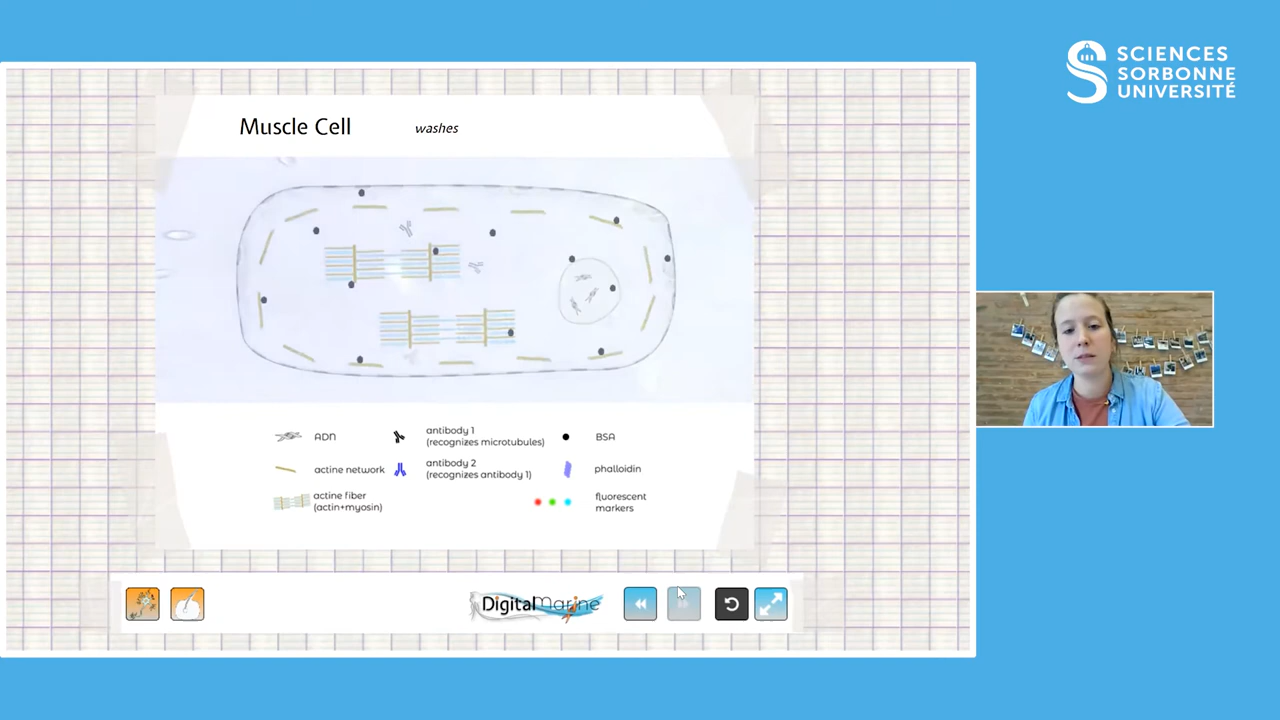 SCIENCES
SORBONNE
UNIVERSITÉ
Muscle Cell
washes
ADN
antibody 1
(recognizes microtubules)
BSA
actine network
antibody 2
(recognizes antibody 1)
phalloidin
actine fiber
(actin+myosin)
fluorescent
markers
DigitalMarine